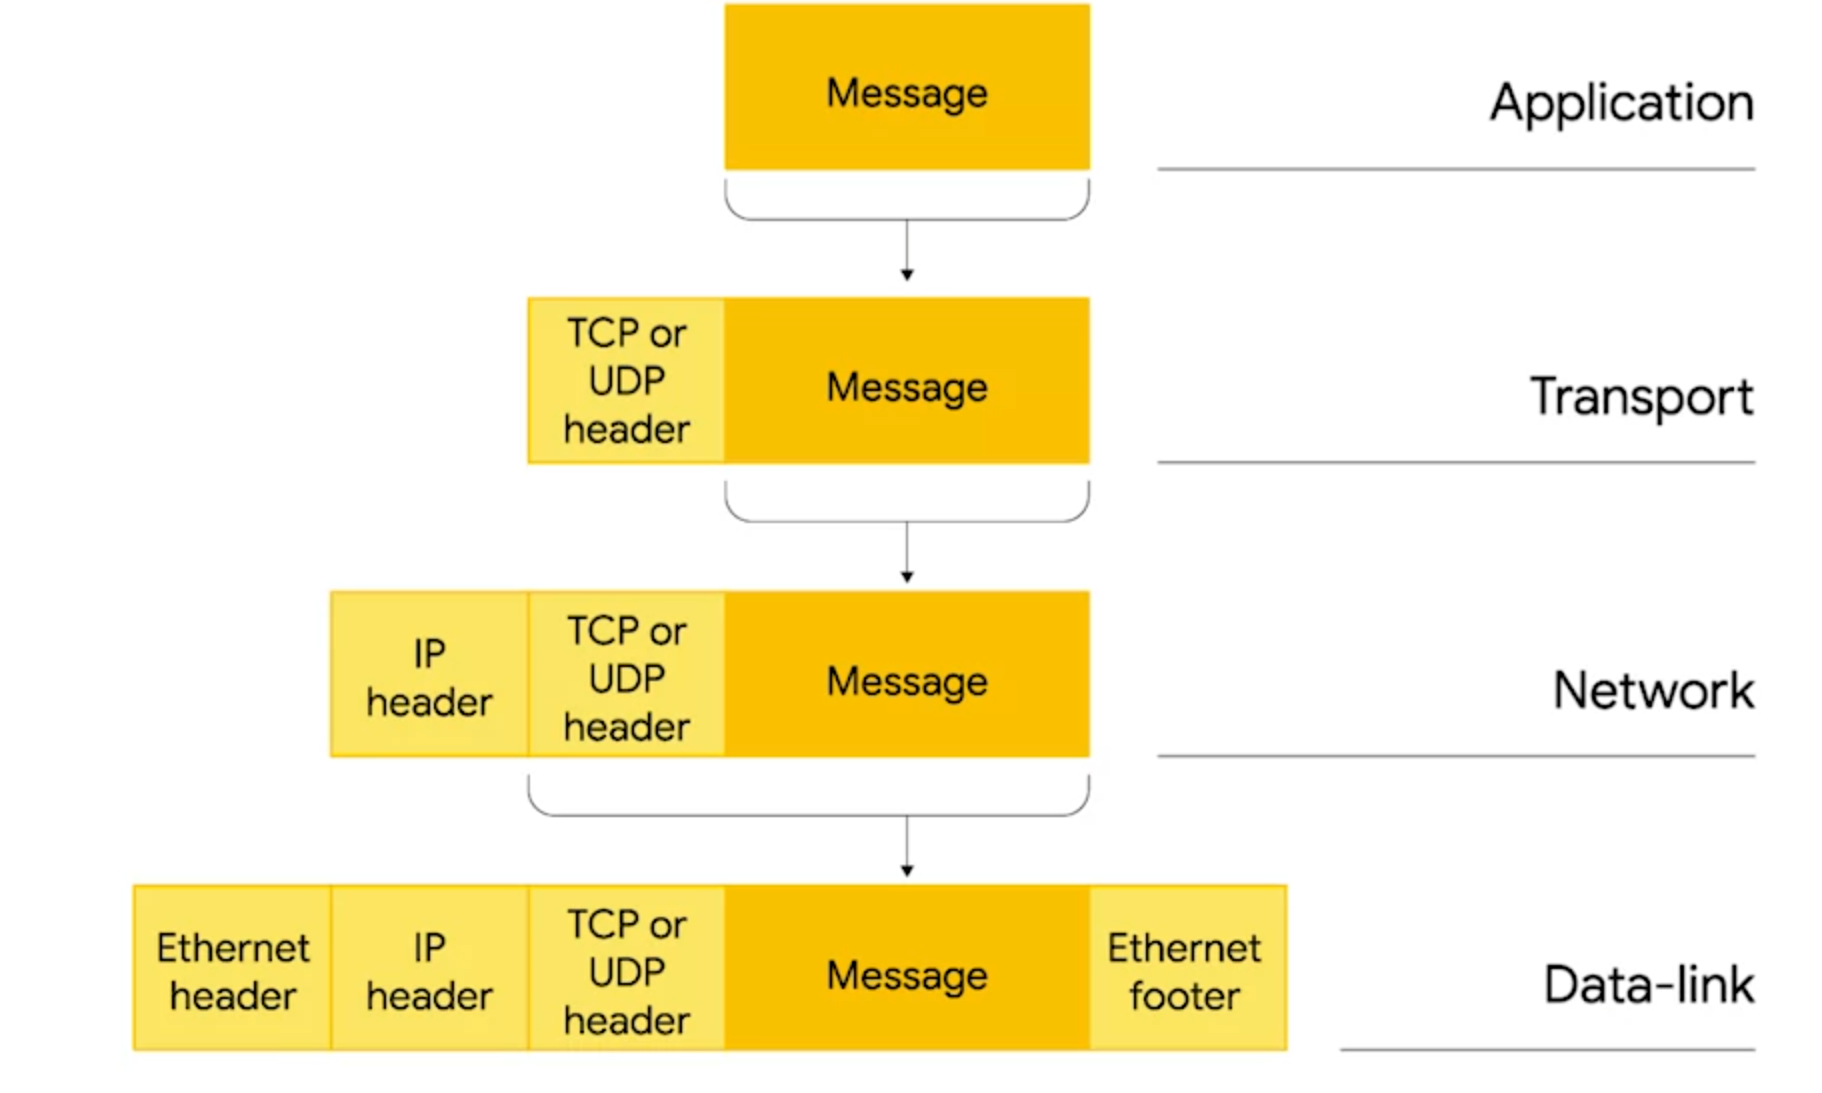 Message
Application
TCP or
UDP
header
Message
Transport
IP
header
TCP or
UDP
header
Message
Network
Ethernet
header
IP
header
TCP or
UDP
header
Message
Ethernet
footer
Data-link